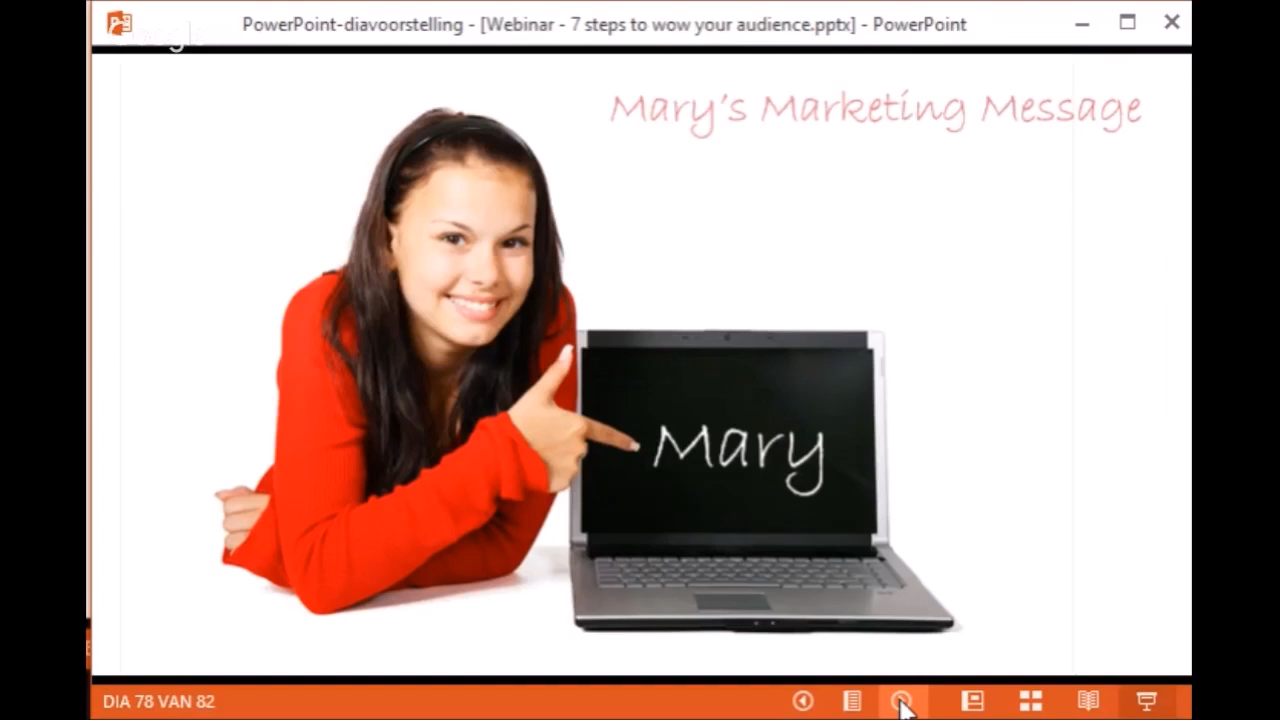 PowerPoint-diavoorstelling - [Webinar - 7 steps to wow your audience.pptx] - PowerPoint
Mary's Marketing Message
Mary
DIA 78 VAN 82